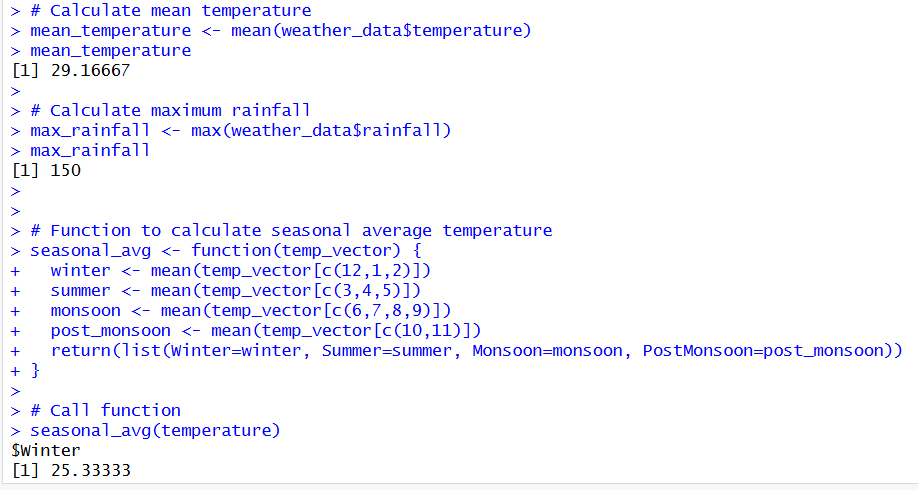 > # Calculate mean temperature
> mean_temperature <- mean(weather_data$temperature)
> mean_temperature
[1] 29.16667
>
> # Calculate maximum rainfall
> max_rainfall <- max(weather_data$rainfall)
> max_rainfall
[1] 150
>
>
> # Function to calculate seasonal average temperature
> seasonal_avg <- function(temp_vector) {
+   winter <- mean(temp_vector[c(12,1,2)])
+   summer <- mean(temp_vector[c(3,4,5)])
+   monsoon <- mean(temp_vector[c(6,7,8,9)])
+   post_monsoon <- mean(temp_vector[c(10,11)])
+   return(list(Winter=winter, Summer=summer, Monsoon=monsoon, PostMonsoon=post_monsoon))
+ }
>
> # Call function
> seasonal_avg(temperature)
$Winter
[1] 25.33333